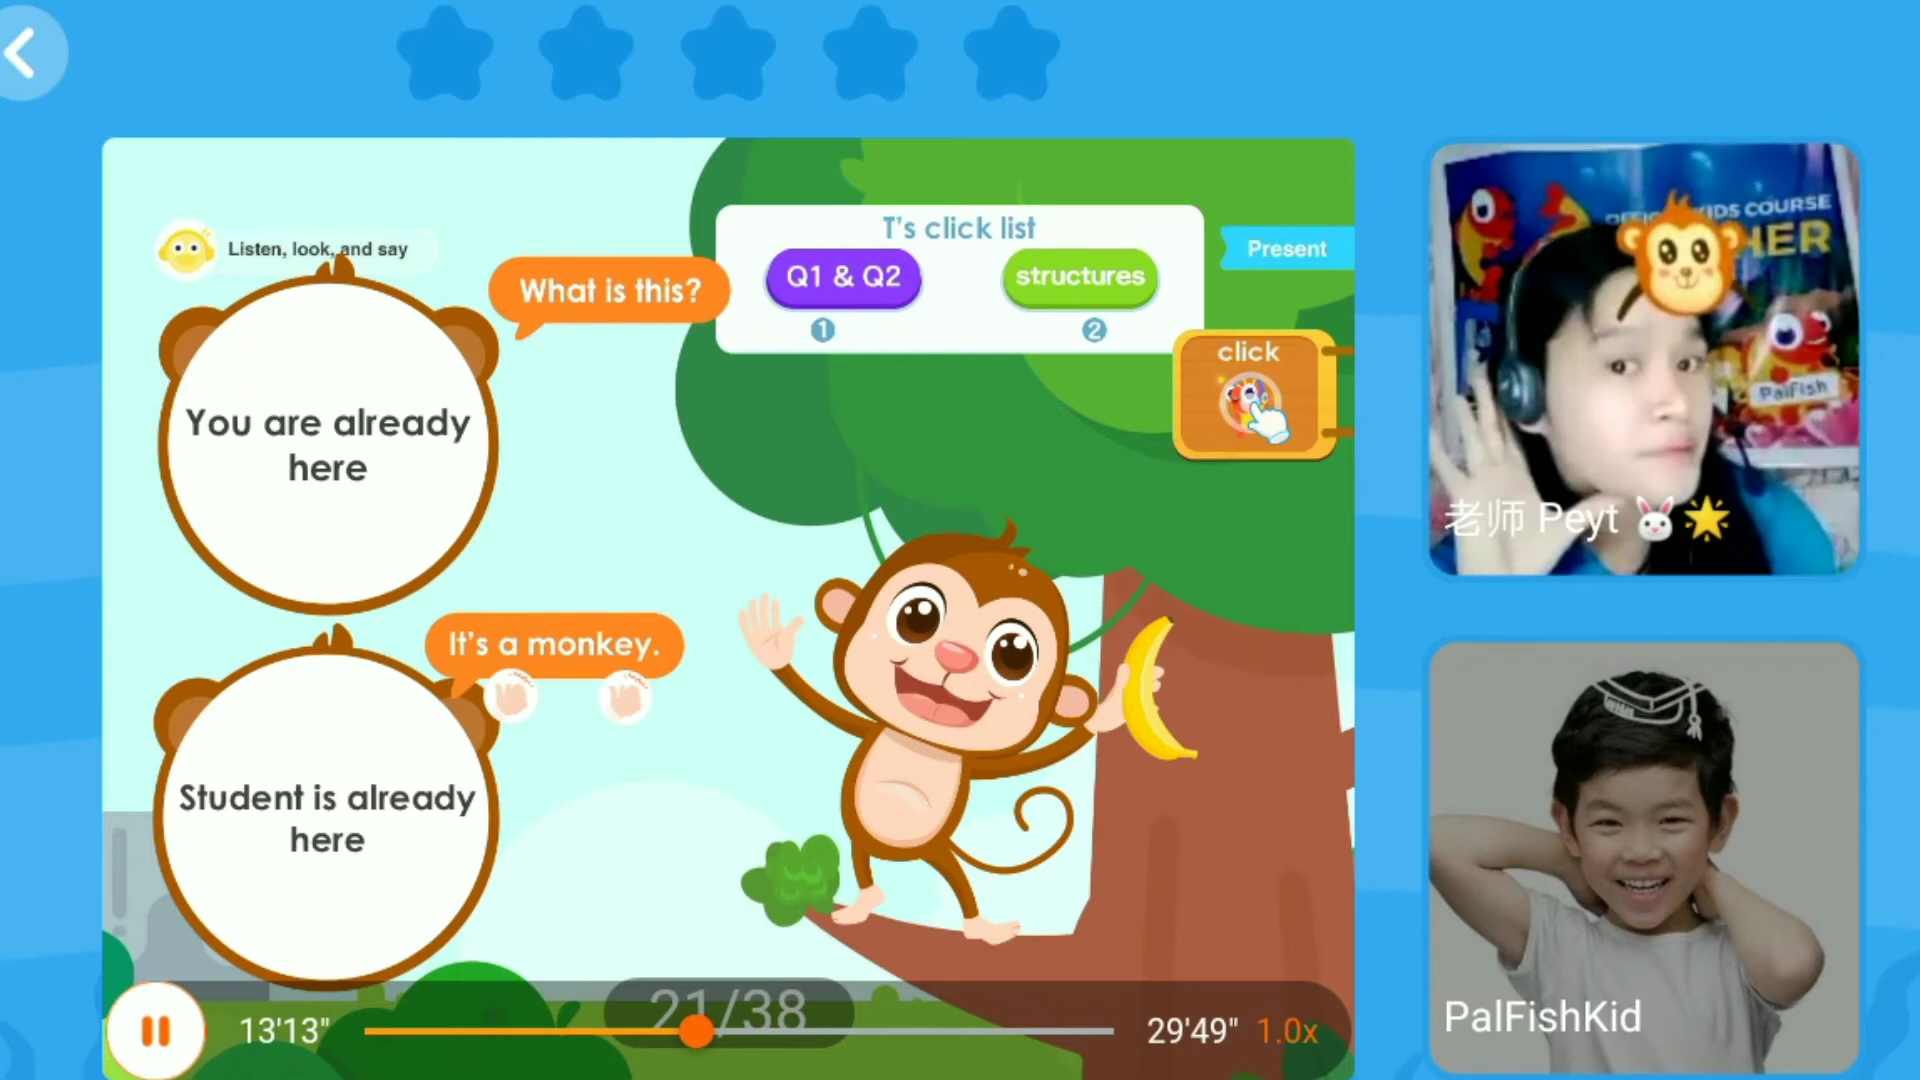 Listen, look, and say
What is this?
T's click list
Q1 & Q2
structures
1
2
Present
click
You are already
here
It's a monkey.
Student is already
here
KIDS COURSE
PalFish
老师 Peyt
PalFishKid
13'13"
21/38
29'49"
1.0x